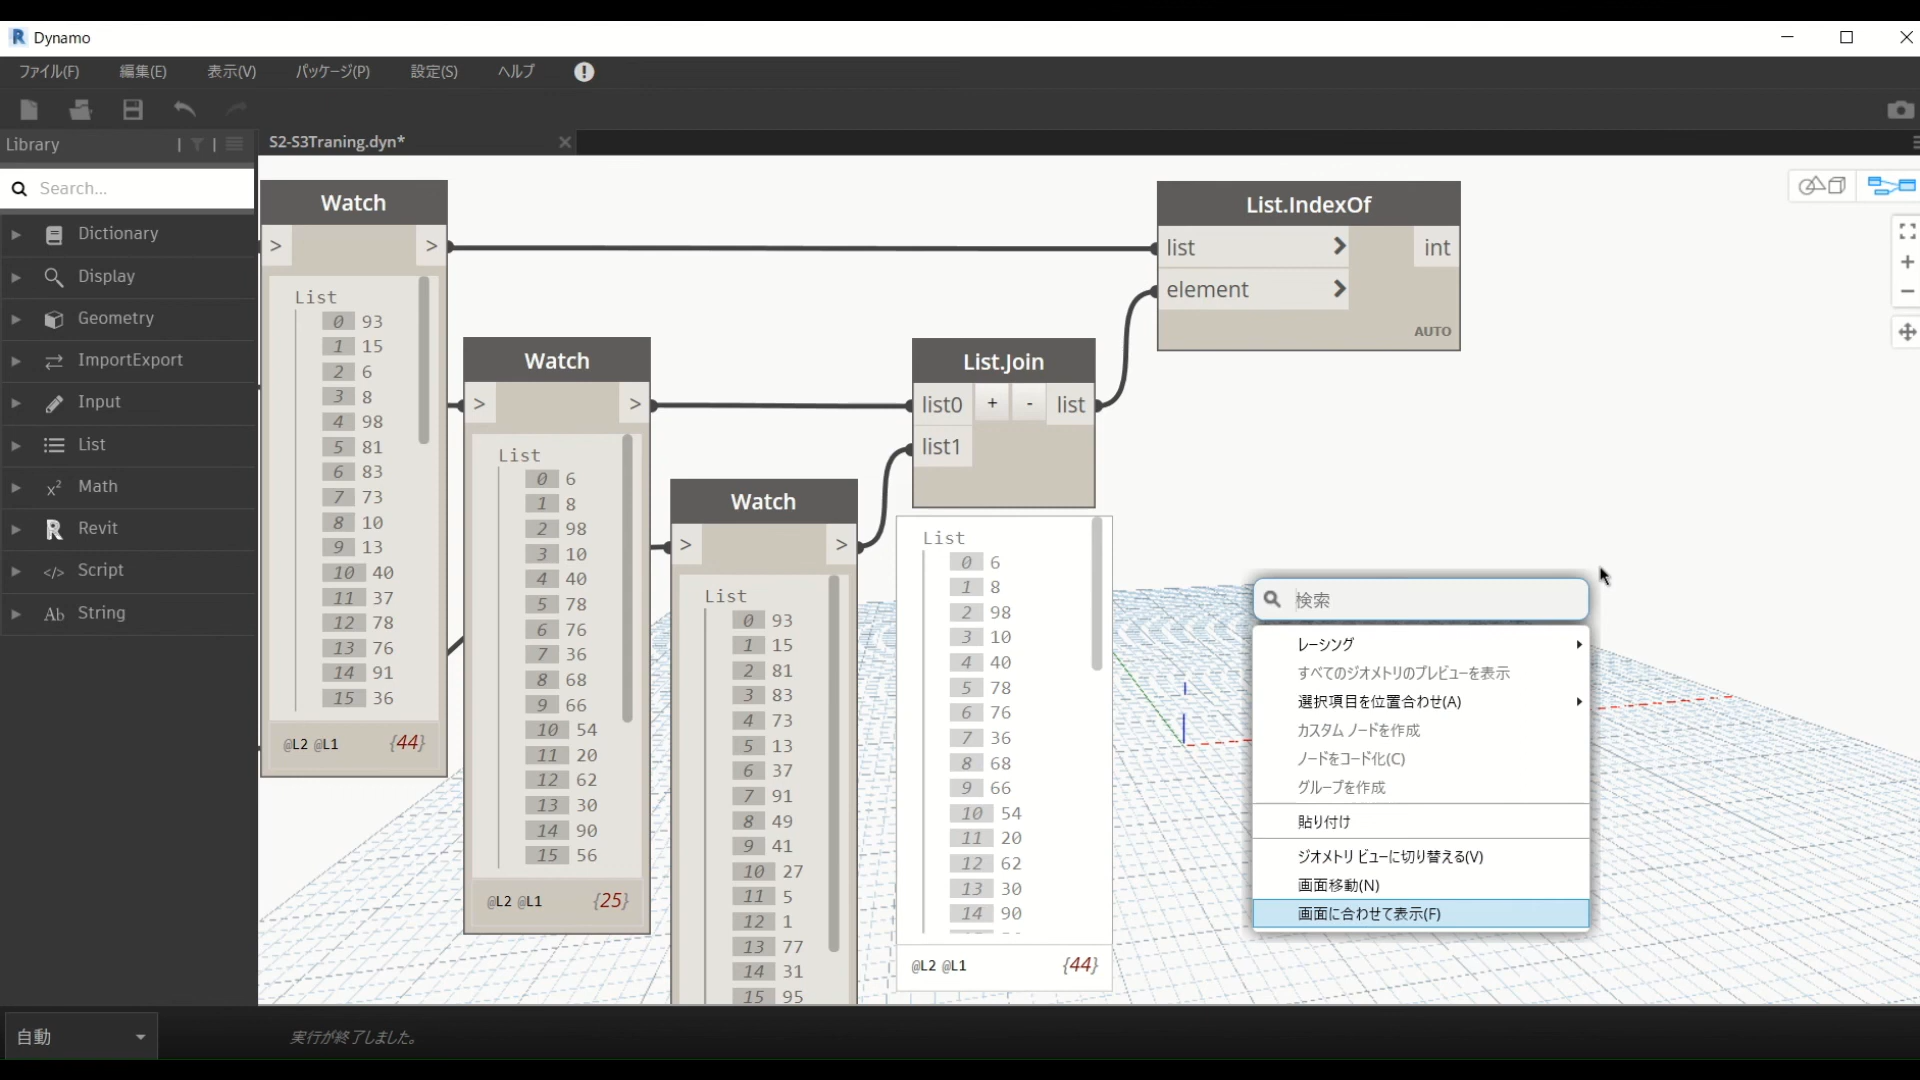 Dynamo
ファイル(F) 編集(E) 表示(V) パッケージ(P) 設定(S) ヘルプ
Library
S2-S3Traning.dyn*
Search...
Dictionary
Display
Geometry
ImportExport
Input
List
Math
Revit
Script
String
Watch
> >
List
0 93
1 15
2 6
3 8
4 98
5 81
6 83
7 73
8 10
9 13
10 40
11 37
12 78
13 76
14 91
15 36
@L2 @L1 {44}
Watch
> >
List
0 6
1 8
2 98
3 10
4 40
5 78
6 76
7 36
8 68
9 66
10 54
11 20
12 62
13 30
14 90
15 56
@L2 @L1 {25}
Watch
> >
List
0 93
1 15
2 81
3 83
4 73
5 13
6 37
7 91
8 49
9 41
10 27
11 5
12 1
13 77
14 31
15 95
List.Join
list0 + - list
list1
List
0 6
1 8
2 98
3 10
4 40
5 78
6 76
7 36
8 68
9 66
10 54
11 20
12 62
13 30
14 90
@L2 @L1 {44}
List.IndexOf
list > int
element >
AUTO
検索
レーシング
すべてのジオメトリのプレビューを表示
選択項目を位置合わせ(A)
カスタム ノードを作成
ノードをコード化(C)
グループを作成
貼り付け
ジオメトリ ビューに切り替える(V)
画面移動(N)
画面に合わせて表示(F)
自動
実行が終了しました。